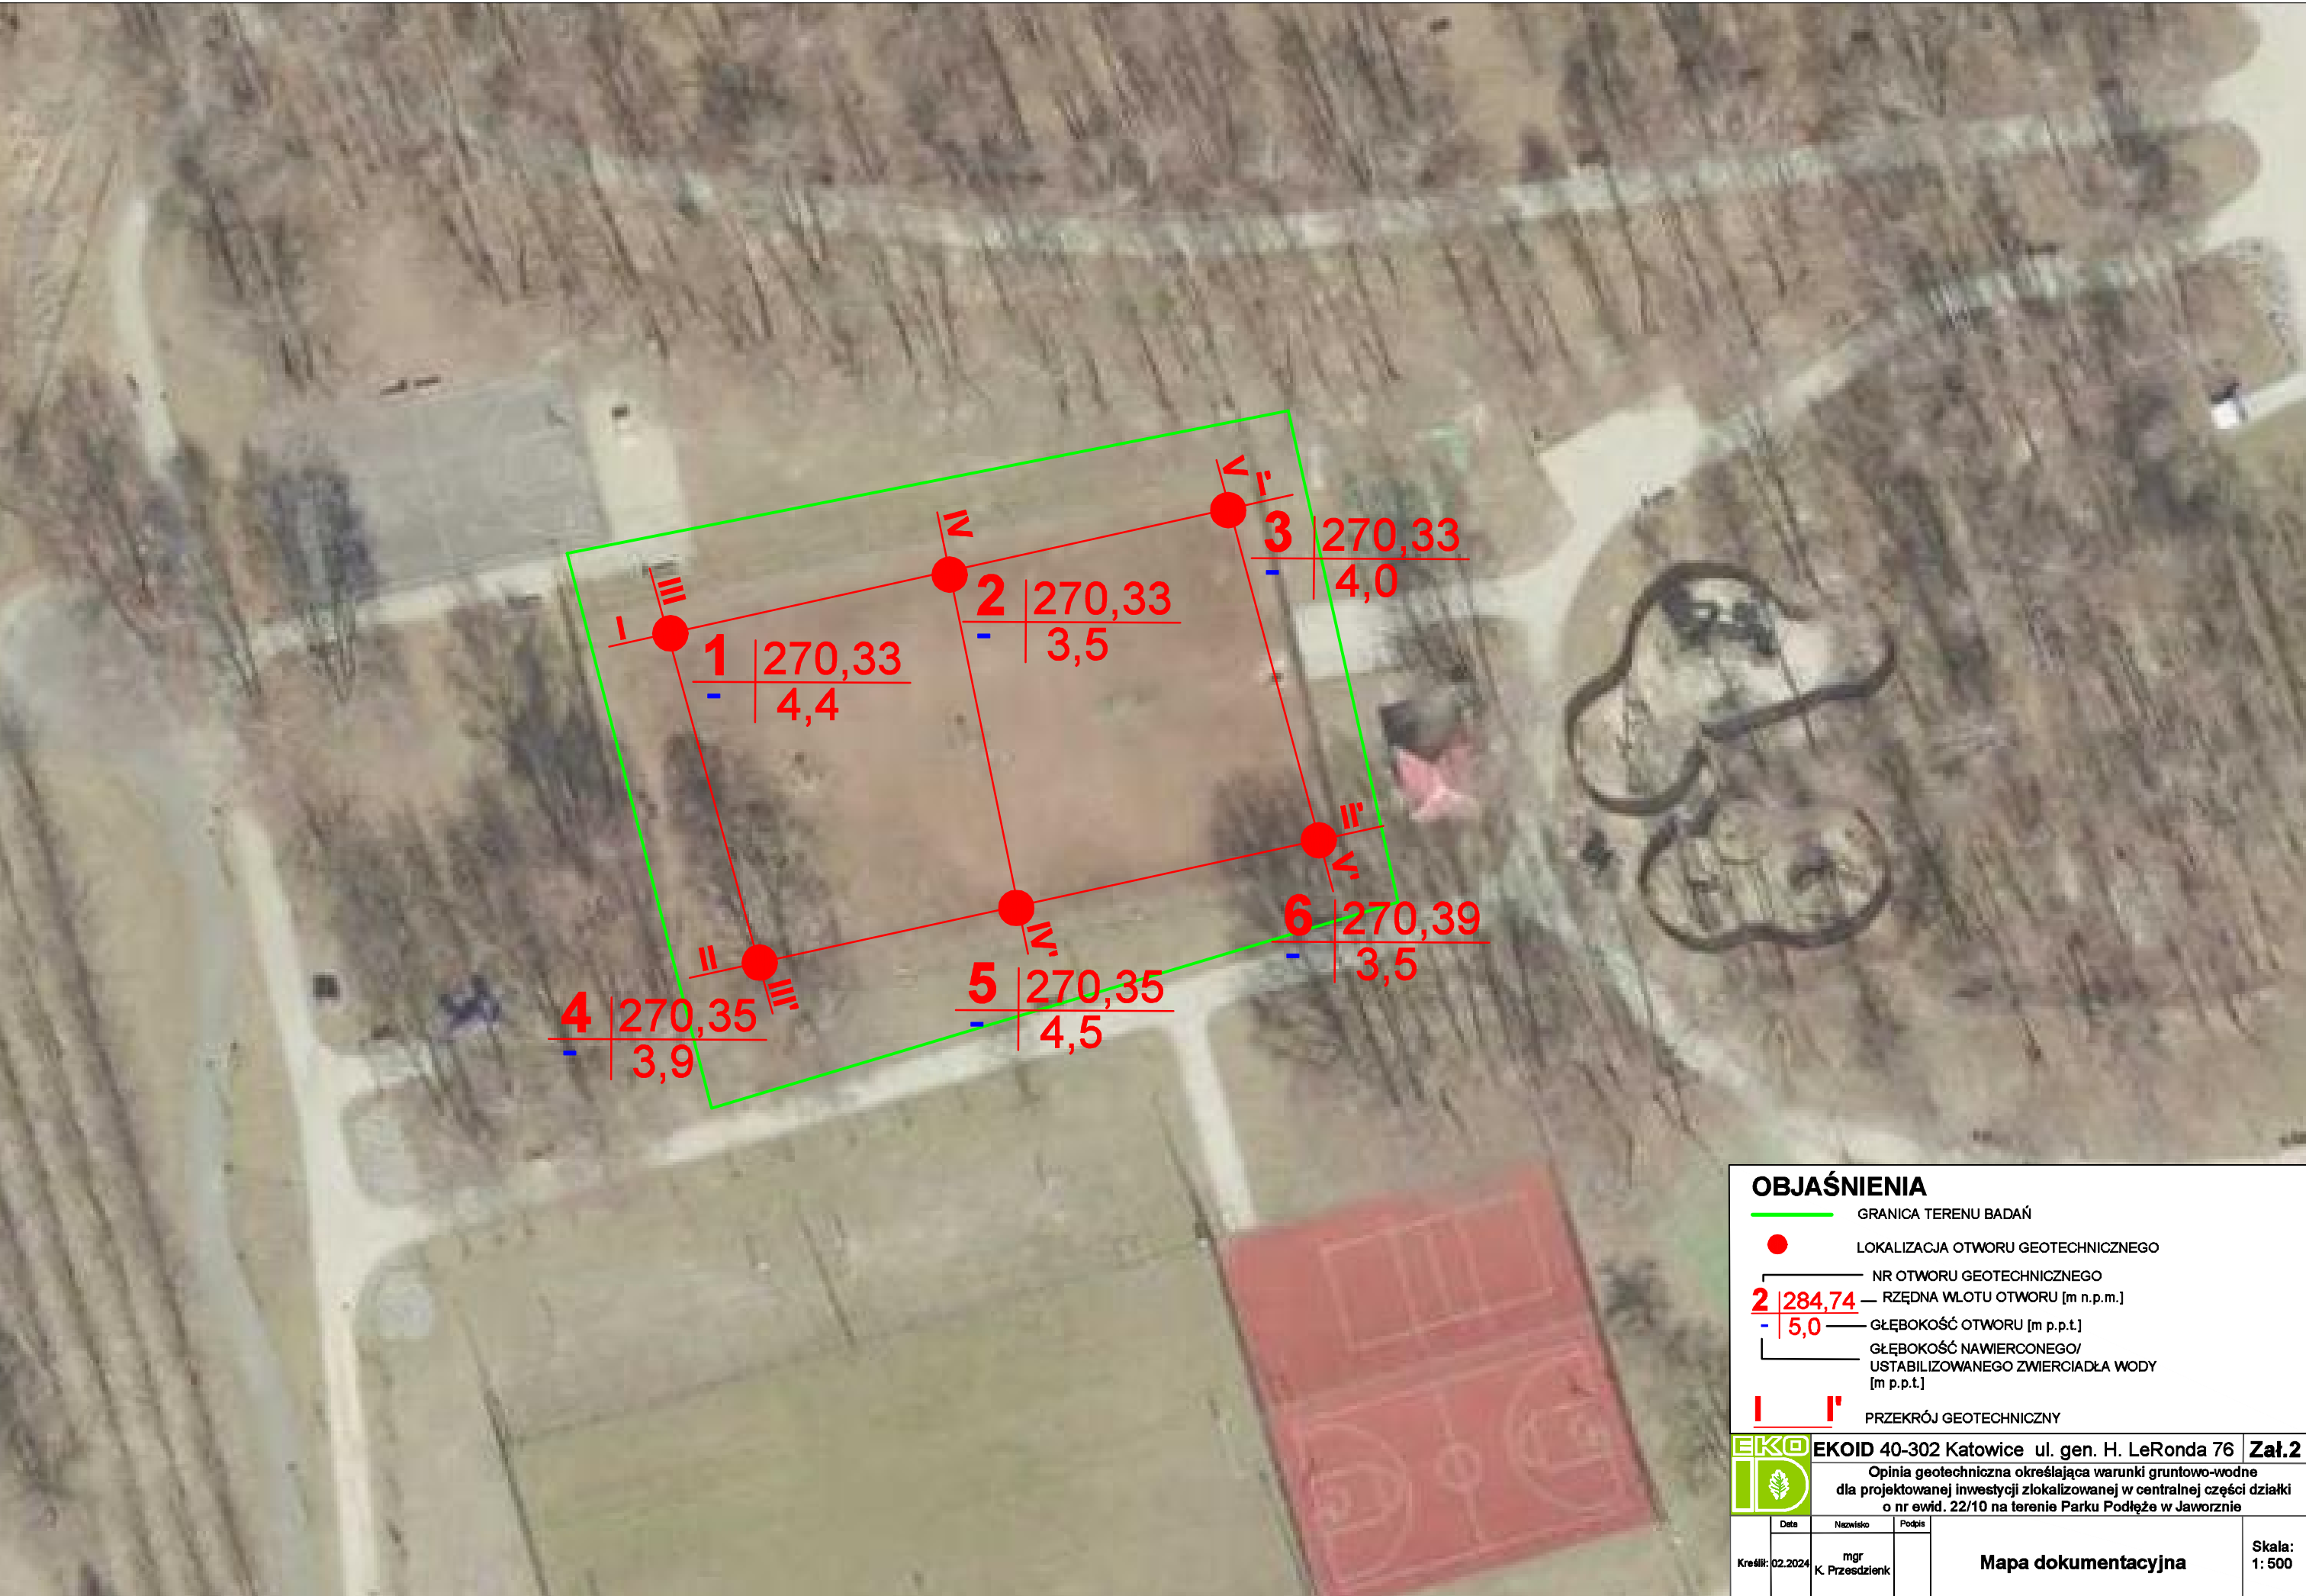 V
I'
IV
3 270,33
- 4,0
III
2 270,33
- 3,5
I
1 270,33
- 4,4
II'
V'
6 270,39
- 3,5
IV'
II
III'
5 270,35
- 4,5
4 270,35
- 3,9
OBJAŚNIENIA
GRANICA TERENU BADAŃ
LOKALIZACJA OTWORU GEOTECHNICZNEGO
NR OTWORU GEOTECHNICZNEGO
2 284,74 RZĘDNA WLOTU OTWORU [m n.p.m.]
- 5,0 GŁĘBOKOŚĆ OTWORU [m p.p.t.]
GŁĘBOKOŚĆ NAWIERCONEGO/
USTABILIZOWANEGO ZWIERCIADŁA WODY
[m p.p.t.]
I I' PRZEKRÓJ GEOTECHNICZNY
EKO ID
EKOID 40-302 Katowice ul. gen. H. LeRonda 76 Zał.2
Opinia geotechniczna określająca warunki gruntowo-wodne
dla projektowanej inwestycji zlokalizowanej w centralnej części działki
o nr ewid. 22/10 na terenie Parku Podłęże w Jaworznie
Data Nazwisko Podpis
Kreślił: 02.2024 mgr
K. Przesdzienk
Mapa dokumentacyjna
Skala:
1: 500